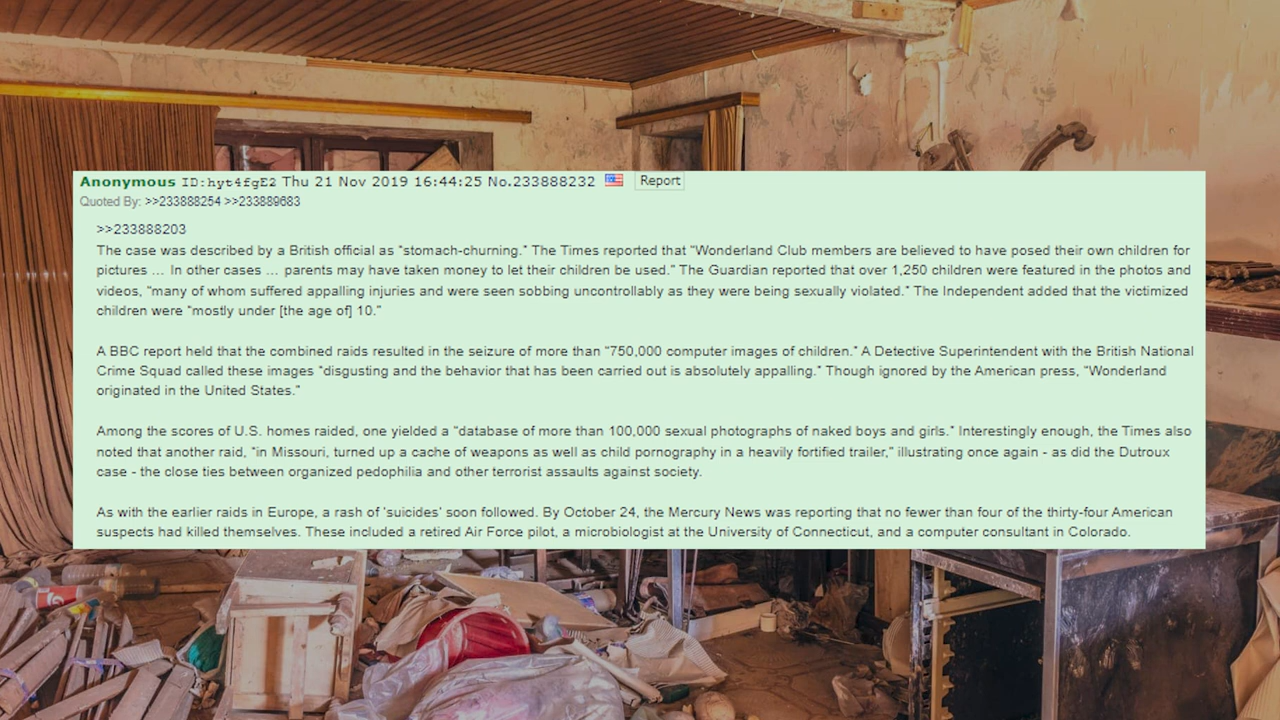 Anonymous ID:hyt4fgE2 Thu 21 Nov 2019 16:44:25 No.233888232 Report
Quoted By: >>233888254 >>233889683
>>233888203
The case was described by a British official as "stomach-churning." The Times reported that "Wonderland Club members are believed to have posed their own children for
pictures ... In other cases ... parents may have taken money to let their children be used." The Guardian reported that over 1,250 children were featured in the photos and
videos, "many of whom suffered appalling injuries and were seen sobbing uncontrollably as they were being sexually violated." The Independent added that the victimized
children were "mostly under [the age of] 10."
A BBC report held that the combined raids resulted in the seizure of more than "750,000 computer images of children." A Detective Superintendent with the British National
Crime Squad called these images "disgusting and the behavior that has been carried out is absolutely appalling." Though ignored by the American press, "Wonderland
originated in the United States."
Among the scores of U.S. homes raided, one yielded a "database of more than 100,000 sexual photographs of naked boys and girls." Interestingly enough, the Times also
noted that another raid, "in Missouri, turned up a cache of weapons as well as child pornography in a heavily fortified trailer," illustrating once again - as did the Dutroux
case - the close ties between organized pedophilia and other terrorist assaults against society.
As with the earlier raids in Europe, a rash of 'suicides' soon followed. By October 24, the Mercury News was reporting that no fewer than four of the thirty-four American
suspects had killed themselves. These included a retired Air Force pilot, a microbiologist at the University of Connecticut, and a computer consultant in Colorado.